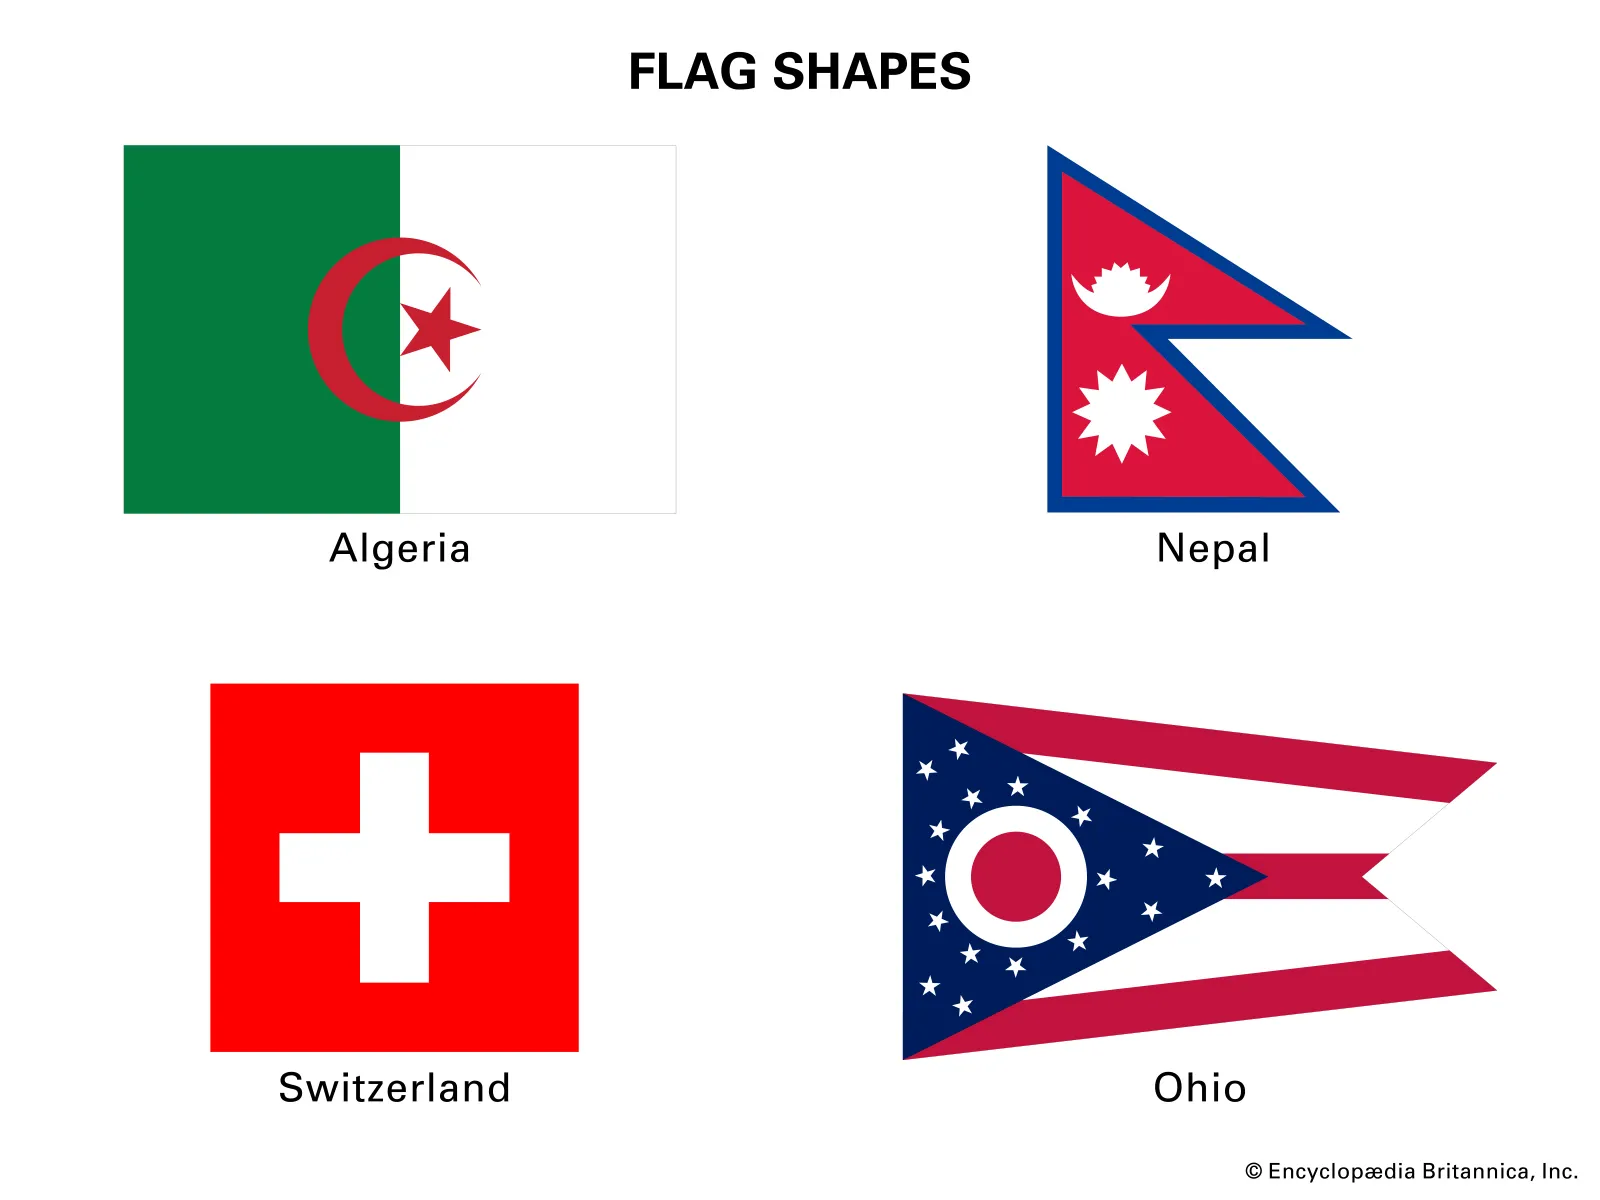 FLAG SHAPES
Algeria
Nepal
Switzerland
Ohio
© Encyclopædia Britannica, Inc.